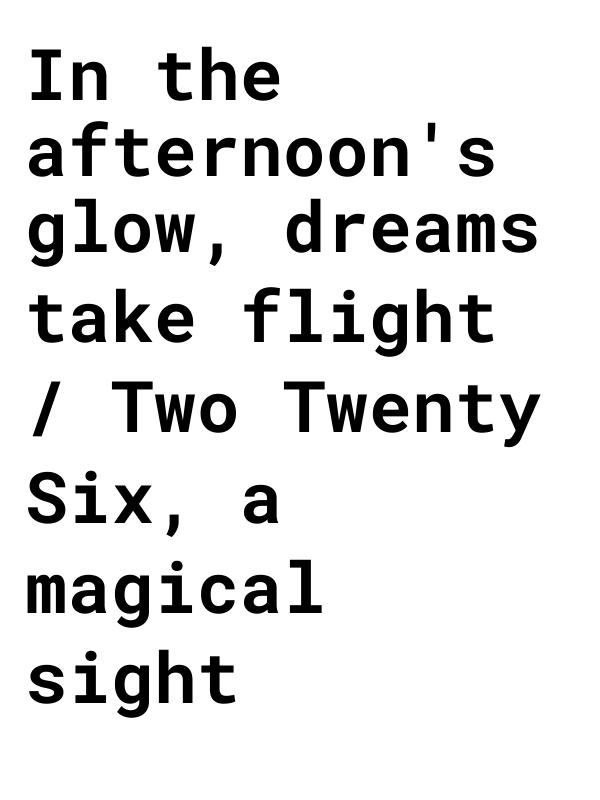 In the
afternoon's
glow, dreams
take flight
/ Two Twenty
Six, a
magical
sight